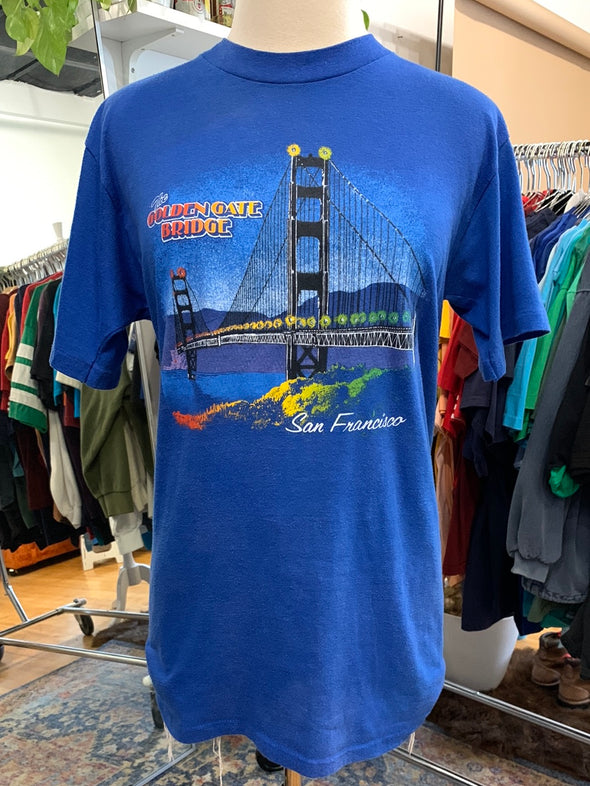 The
GOLDEN GATE
BRIDGE
San Francisco